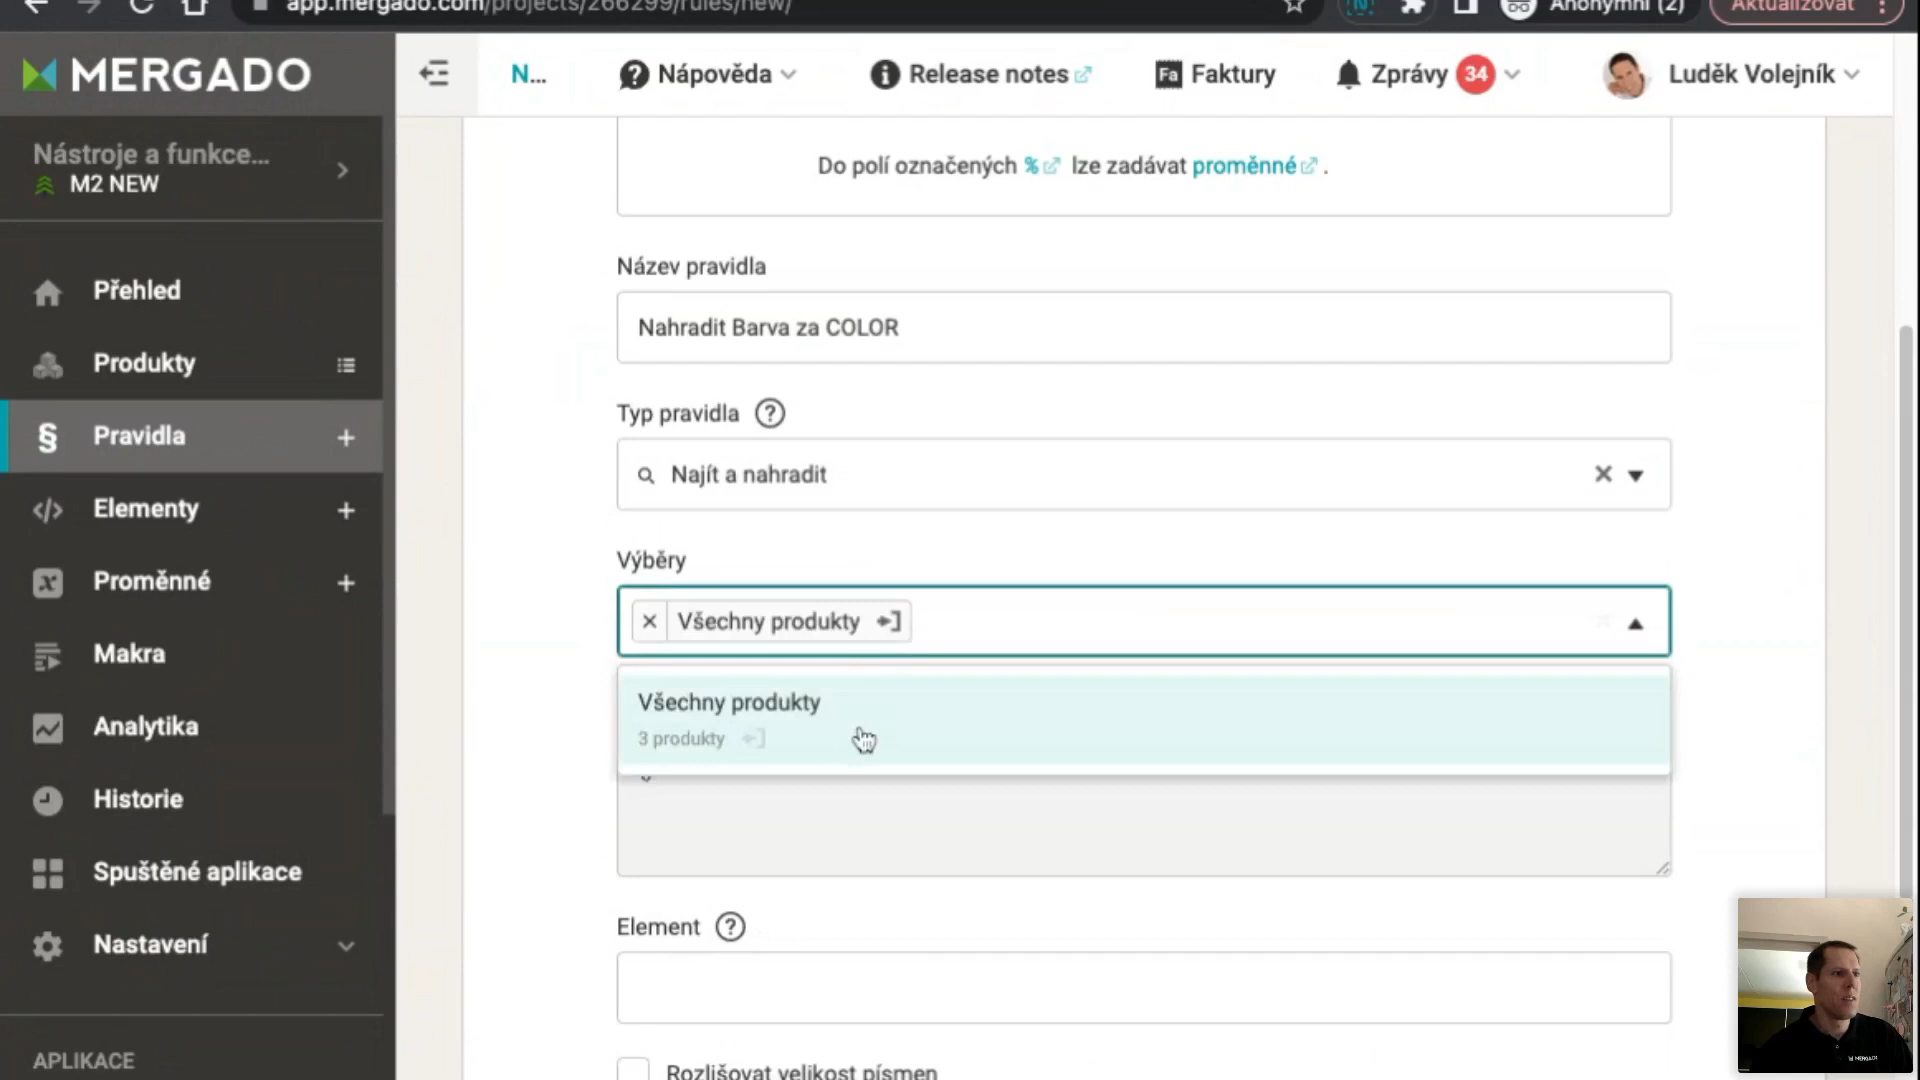 app.mergado.com/projects/266299/rules/new/
Anonymní (2)
Aktualizovat
MERGADO
N...
Nápověda
Release notes
Fa Faktury
Zprávy 34
Luděk Volejník
Nástroje a funkce...
M2 NEW
Přehled
Produkty
§ Pravidla +
Elementy +
Proměnné +
Makra
Analytika
Historie
Spuštěné aplikace
Nastavení
APLIKACE
Do polí označených % lze zadávat proměnné .
Název pravidla
Nahradit Barva za COLOR
Typ pravidla ?
Najít a nahradit
Výběry
Všechny produkty
Všechny produkty
3 produkty
Element ?
Rozlišovat velikost písmen